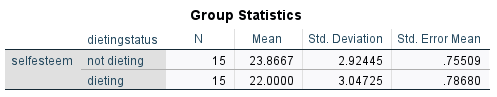 Group Statistics
dietingstatus N Mean Std. Deviation Std. Error Mean
selfesteem not dieting 15 23.8667 2.92445 .75509
dieting 15 22.0000 3.04725 .78680